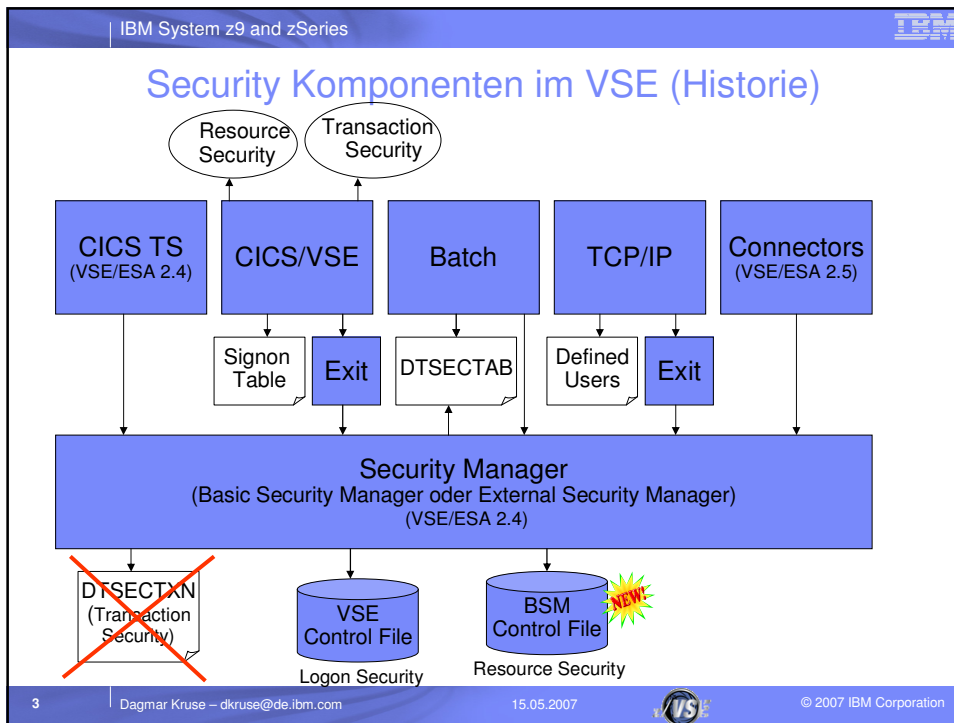 IBM System z9 and zSeries
IBM
Security Komponenten im VSE (Historie)
Resource
Security
Transaction
Security
CICS TS
(VSE/ESA 2.4)
CICS/VSE
Batch
TCP/IP
Connectors
(VSE/ESA 2.5)
Signon
Table
Exit
DTSECTAB
Defined
Users
Exit
Security Manager
(Basic Security Manager oder External Security Manager)
(VSE/ESA 2.4)
DTSECTXN
(Transaction
Security)
VSE
Control File
Logon Security
BSM
Control File
NEW!
Resource Security
3
Dagmar Kruse – dkruse@de.ibm.com
15.05.2007
VSE
© 2007 IBM Corporation